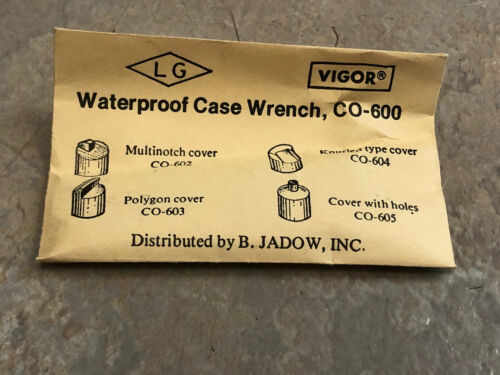 LG
VIGOR®
Waterproof Case Wrench, CO-600
Multinotch cover
CO-602
Knurled type cover
CO-604
Polygon cover
CO-603
Cover with holes
CO-605
Distributed by B. JADOW, INC.